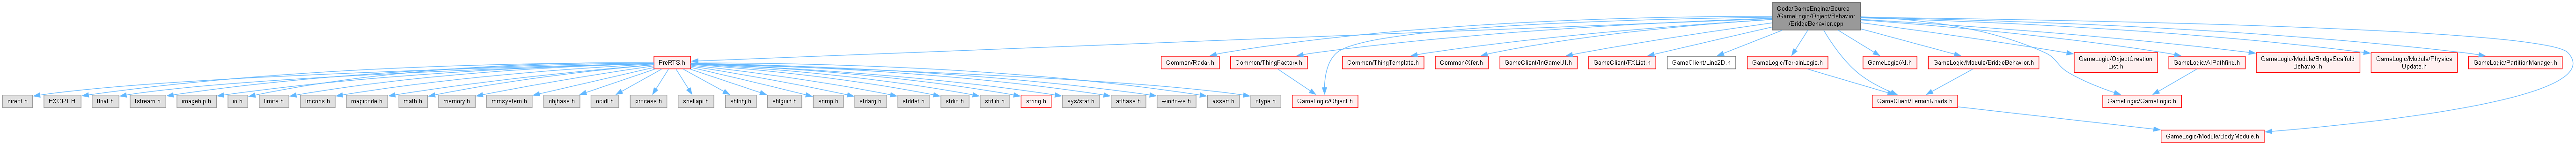 Code/GameEngine/Source
/GameLogic/Object/Behavior
/BridgeBehavior.cpp
PreRTS.h
Common/Radar.h
Common/ThingFactory.h
Common/ThingTemplate.h
Common/Xfer.h
GameClient/InGameUI.h
GameClient/FXList.h
GameClient/Line2D.h
GameLogic/TerrainLogic.h
GameLogic/AI.h
GameLogic/Module/BridgeBehavior.h
GameLogic/ObjectCreation
List.h
GameLogic/AIPathfind.h
GameLogic/Module/BridgeScaffold
Behavior.h
GameLogic/Module/Physics
Update.h
GameLogic/PartitionManager.h
direct.h
EXCPT.H
float.h
fstream.h
imagehlp.h
io.h
limits.h
lmcons.h
mapicode.h
math.h
memory.h
mmsystem.h
objbase.h
ocidl.h
process.h
shellapi.h
shlobj.h
shlguid.h
snmp.h
stdarg.h
stddef.h
stdio.h
stdlib.h
string.h
sys/stat.h
atlbase.h
windows.h
assert.h
ctype.h
GameLogic/Object.h
GameClient/TerrainRoads.h
GameLogic/GameLogic.h
GameLogic/Module/BodyModule.h